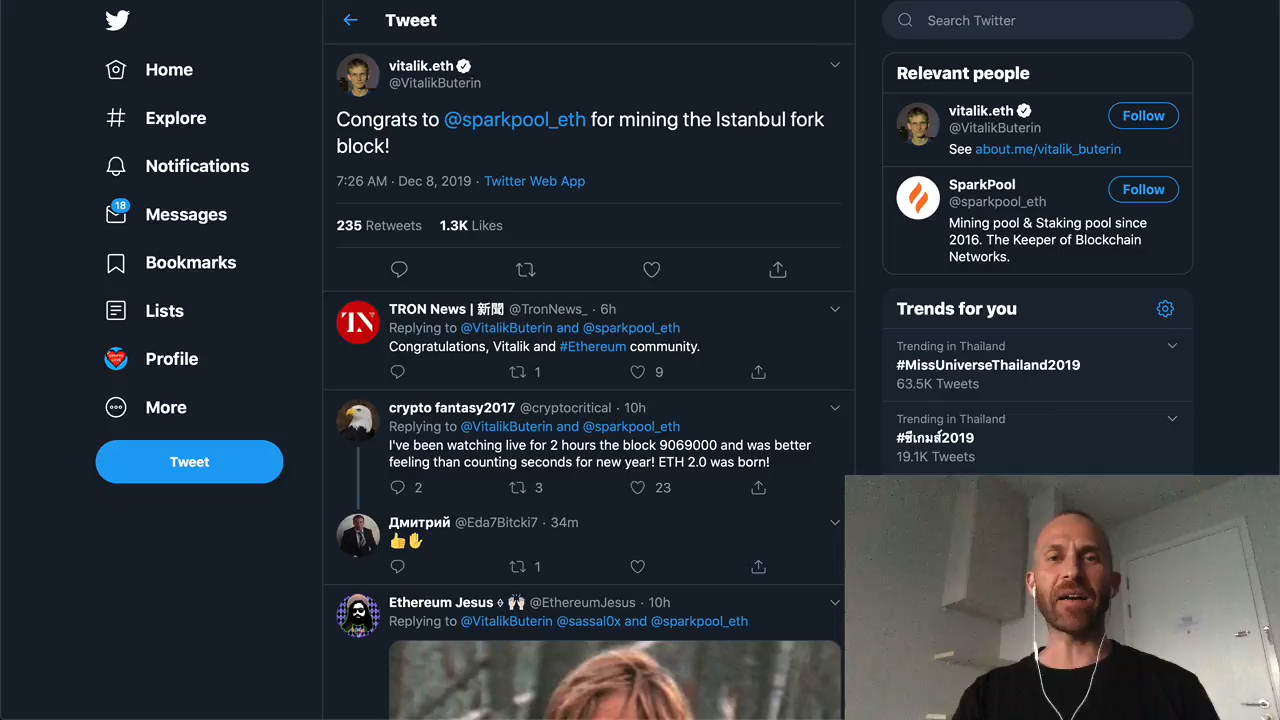 Home
Explore
Notifications
18
Messages
Bookmarks
Lists
Profile
More
Tweet
Tweet
vitalik.eth
@VitalikButerin
Congrats to @sparkpool_eth for mining the Istanbul fork
block!
7:26 AM · Dec 8, 2019 · Twitter Web App
235 Retweets 1.3K Likes
TRON News | 新聞 @TronNews_ · 6h
Replying to @VitalikButerin and @sparkpool_eth
Congratulations, Vitalik and #Ethereum community.
1 9
TN
crypto fantasy2017 @cryptocritical · 10h
Replying to @VitalikButerin and @sparkpool_eth
I've been watching live for 2 hours the block 9069000 and was better
feeling than counting seconds for new year! ETH 2.0 was born!
2 3 23
Дмитрий @Eda7Bitcki7 · 34m
👍✋
1
Ethereum Jesus ⬨ 🙌🏻 @EthereumJesus · 10h
Replying to @VitalikButerin @sassal0x and @sparkpool_eth
Search Twitter
Relevant people
vitalik.eth
@VitalikButerin
Follow
See about.me/vitalik_buterin
SparkPool
@sparkpool_eth
Follow
Mining pool & Staking pool since
2016. The Keeper of Blockchain
Networks.
Trends for you
Trending in Thailand
#MissUniverseThailand2019
63.5K Tweets
Trending in Thailand
#ซีเกมส์2019
19.1K Tweets